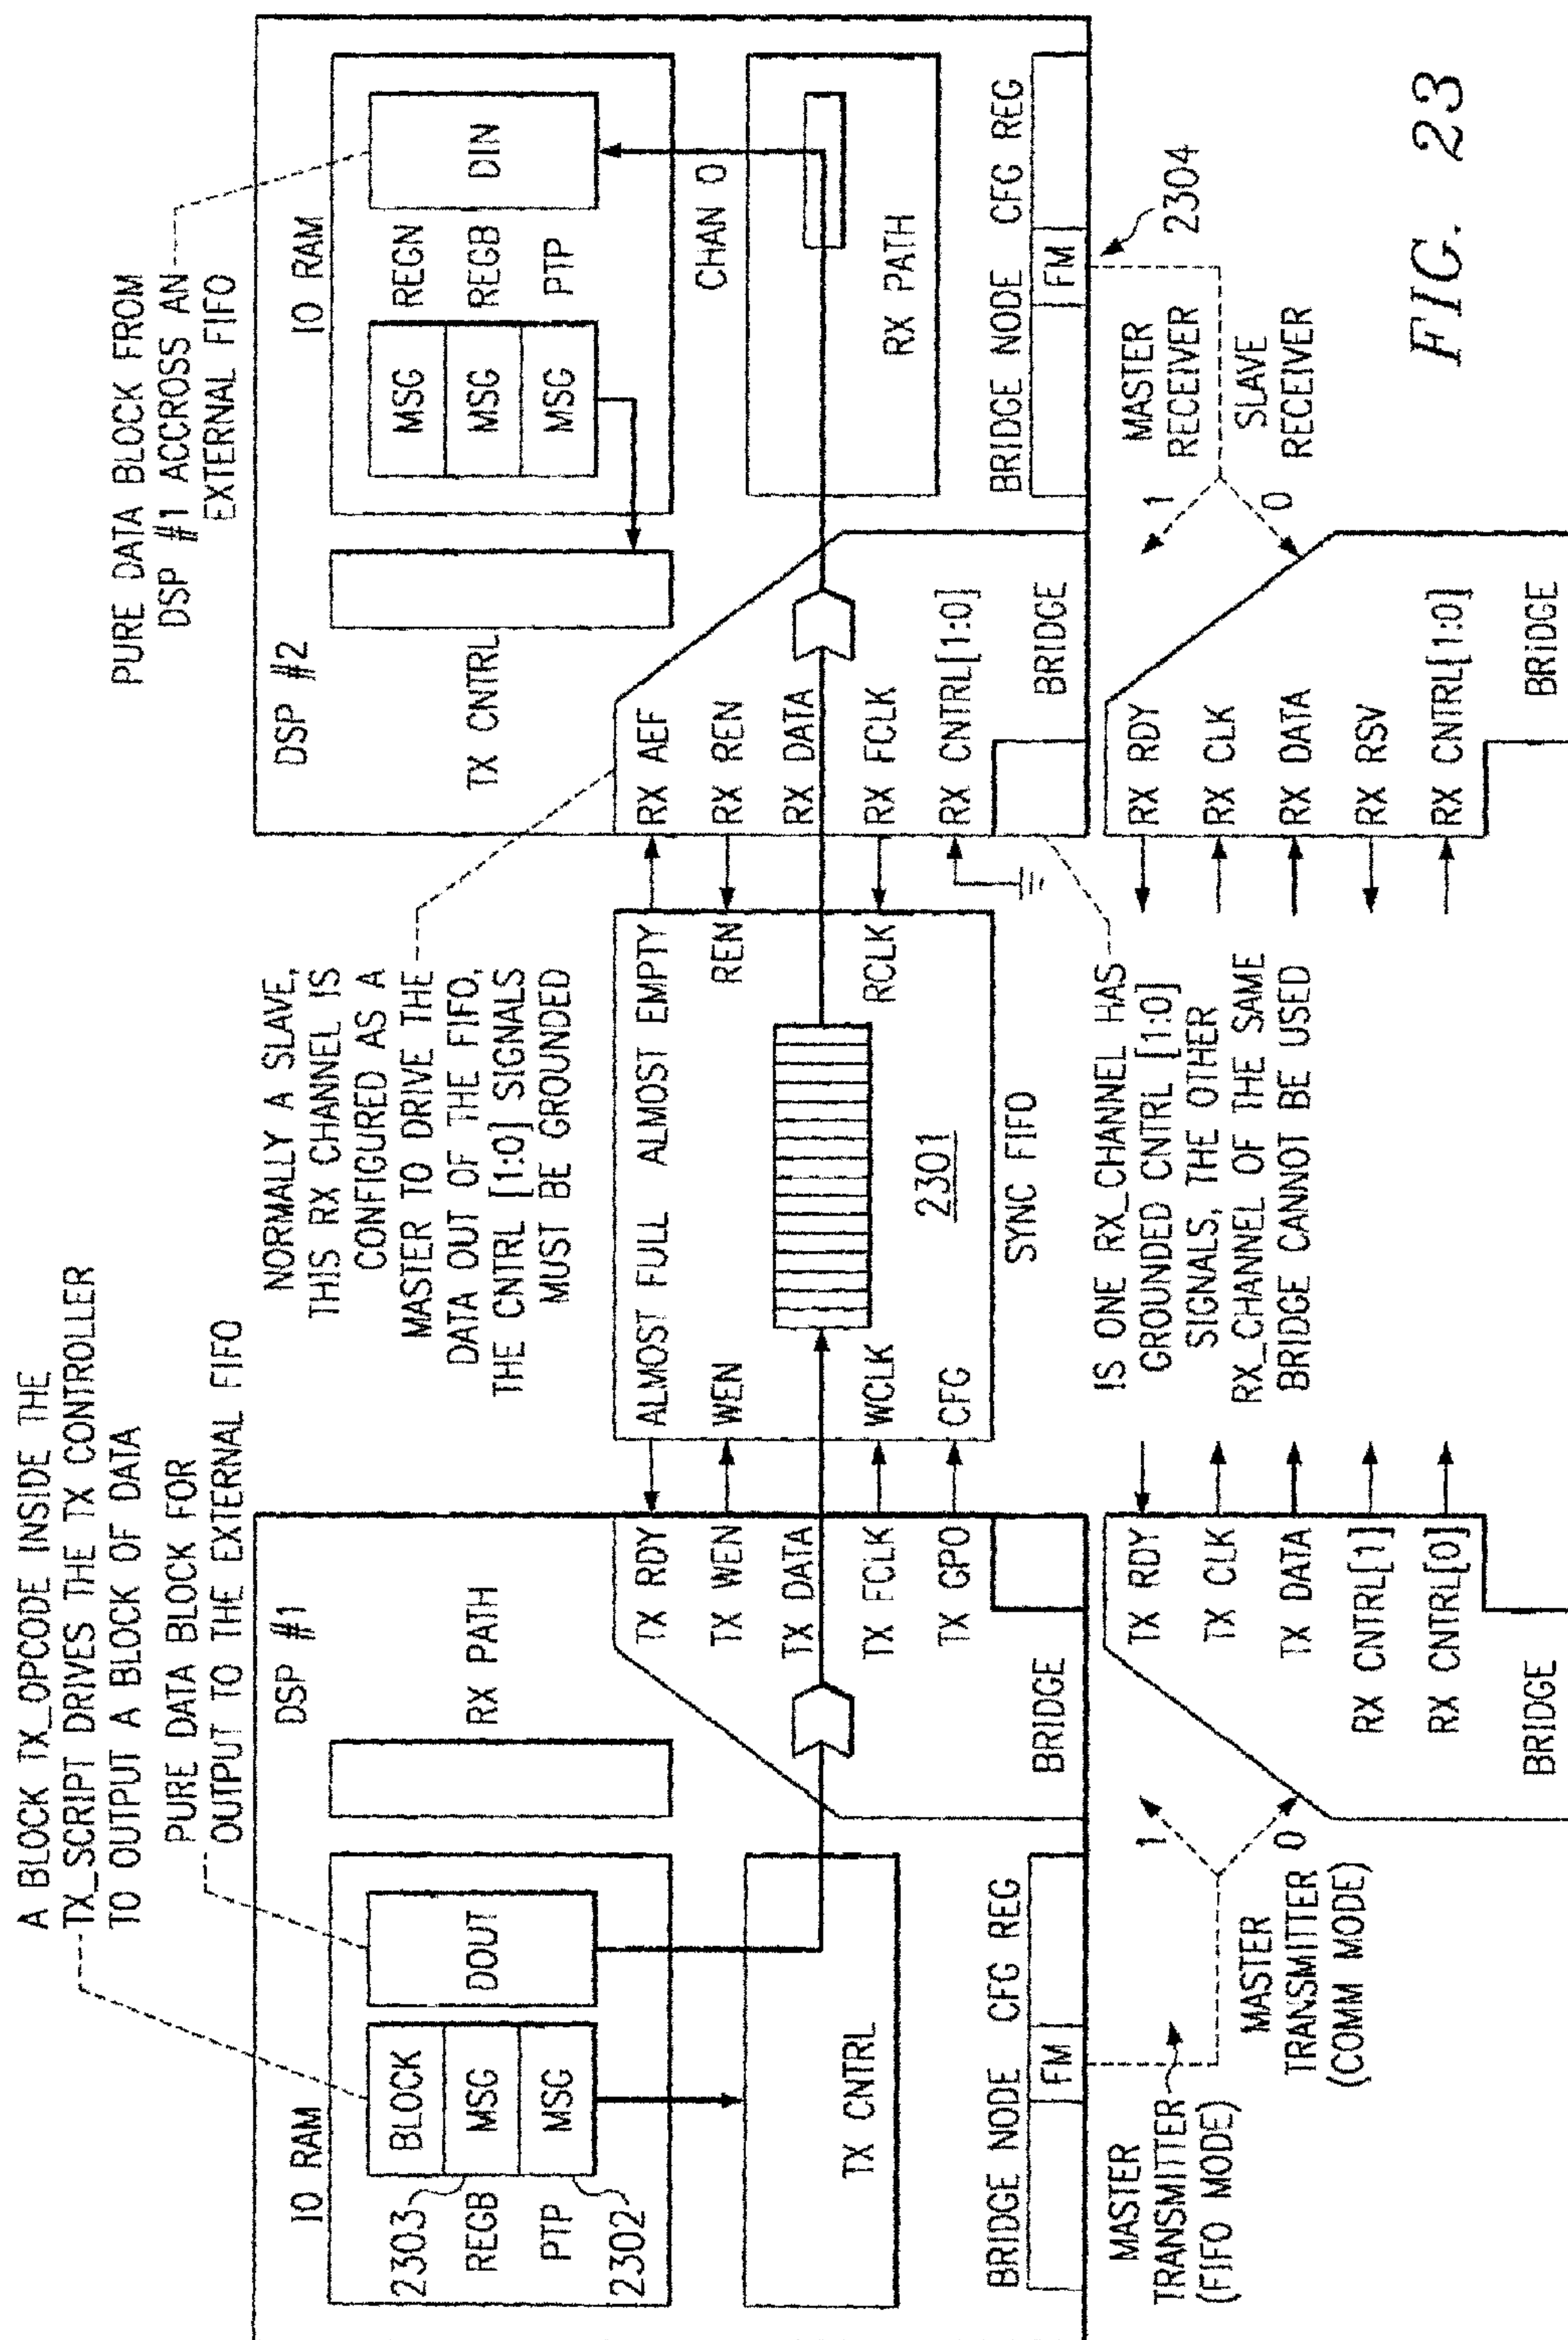 A BLOCK TX_OPCODE INSIDE THE
TX_SCRIPT DRIVES THE TX CONTROLLER
TO OUTPUT A BLOCK OF DATA
PURE DATA BLOCK FOR
OUTPUT TO THE EXTERNAL FIFO
NORMALLY A SLAVE,
THIS RX CHANNEL IS
CONFIGURED AS A
MASTER TO DRIVE THE
DATA OUT OF THE FIFO,
THE CNTRL [1:0] SIGNALS
MUST BE GROUNDED
PURE DATA BLOCK FROM
DSP #1 ACCROSS AN
EXTERNAL FIFO
DSP #1
IO RAM
BLOCK
MSG
MSG
2303
REGB
PTP
2302
DOUT
RX PATH
TX CNTRL
BRIDGE NODE CFG REG
FM
BRIDGE
TX RDY
TX WEN
TX DATA
TX FCLK
TX GPO
ALMOST FULL
ALMOST EMPTY
WEN
REN
WCLK
RCLK
CFG
2301
SYNC FIFO
DSP #2
TX CNTRL
IO RAM
MSG
MSG
MSG
REGN
REGB
PTP
DIN
CHAN 0
RX PATH
RX AEF
RX REN
RX DATA
RX FCLK
RX CNTRL[1:0]
BRIDGE
BRIDGE NODE CFG REG
FM
2304
MASTER
TRANSMITTER
(FIFO MODE)
MASTER
TRANSMITTER
(COMM MODE)
1
0
TX RDY
TX CLK
TX DATA
RX CNTRL[1]
RX CNTRL[0]
BRIDGE
IS ONE RX_CHANNEL HAS
GROUNDED CNTRL [1:0]
SIGNALS, THE OTHER
RX_CHANNEL OF THE SAME
BRIDGE CANNOT BE USED
RX RDY
RX CLK
RX DATA
RX RSV
RX CNTRL[1:0]
BRIDGE
1
0
MASTER
RECEIVER
SLAVE
RECEIVER
FIG. 23